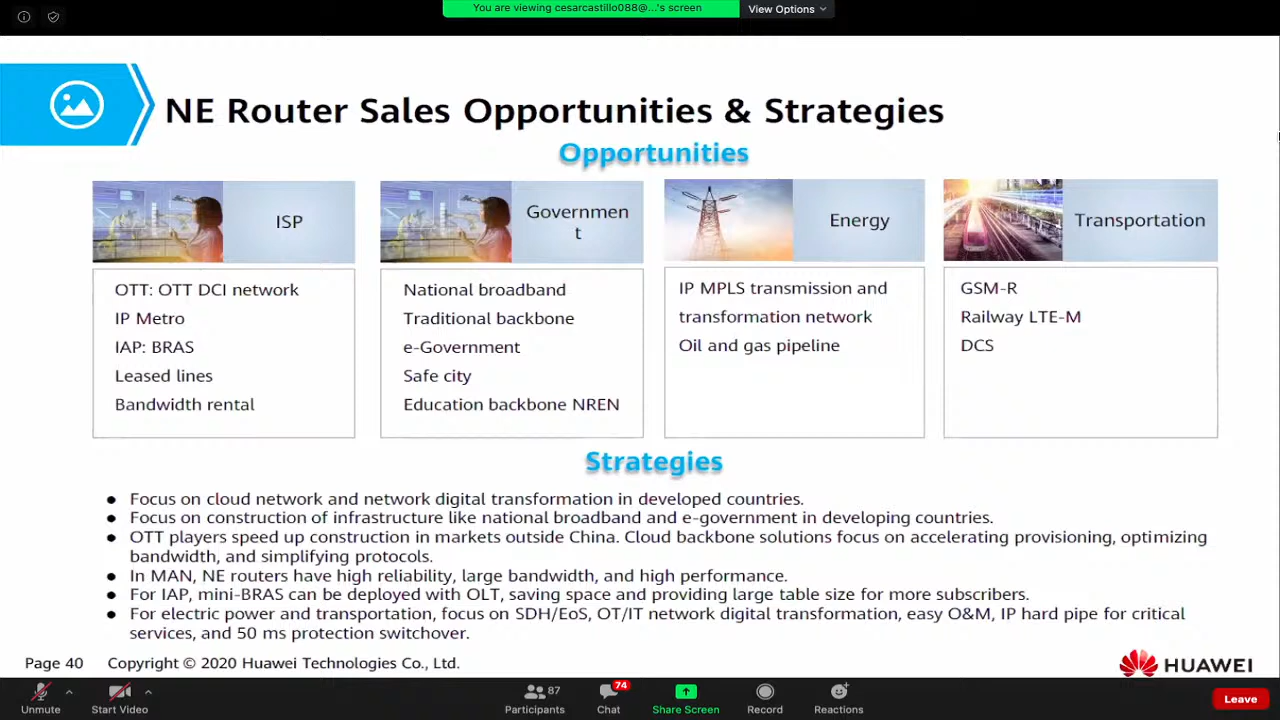 You are viewing cesarcastillo088@...'s screen
View Options
NE Router Sales Opportunities & Strategies
Opportunities
ISP
OTT: OTT DCI network
IP Metro
IAP: BRAS
Leased lines
Bandwidth rental
Governmen
t
National broadband
Traditional backbone
e-Government
Safe city
Education backbone NREN
Energy
IP MPLS transmission and
transformation network
Oil and gas pipeline
Transportation
GSM-R
Railway LTE-M
DCS
Strategies
● Focus on cloud network and network digital transformation in developed countries.
● Focus on construction of infrastructure like national broadband and e-government in developing countries.
● OTT players speed up construction in markets outside China. Cloud backbone solutions focus on accelerating provisioning, optimizing
bandwidth, and simplifying protocols.
● In MAN, NE routers have high reliability, large bandwidth, and high performance.
● For IAP, mini-BRAS can be deployed with OLT, saving space and providing large table size for more subscribers.
● For electric power and transportation, focus on SDH/EoS, OT/IT network digital transformation, easy O&M, IP hard pipe for critical
services, and 50 ms protection switchover.
Page 40 Copyright © 2020 Huawei Technologies Co., Ltd.
HUAWEI
Unmute
Start Video
87
Participants
74
Chat
Share Screen
Record
Reactions
Leave